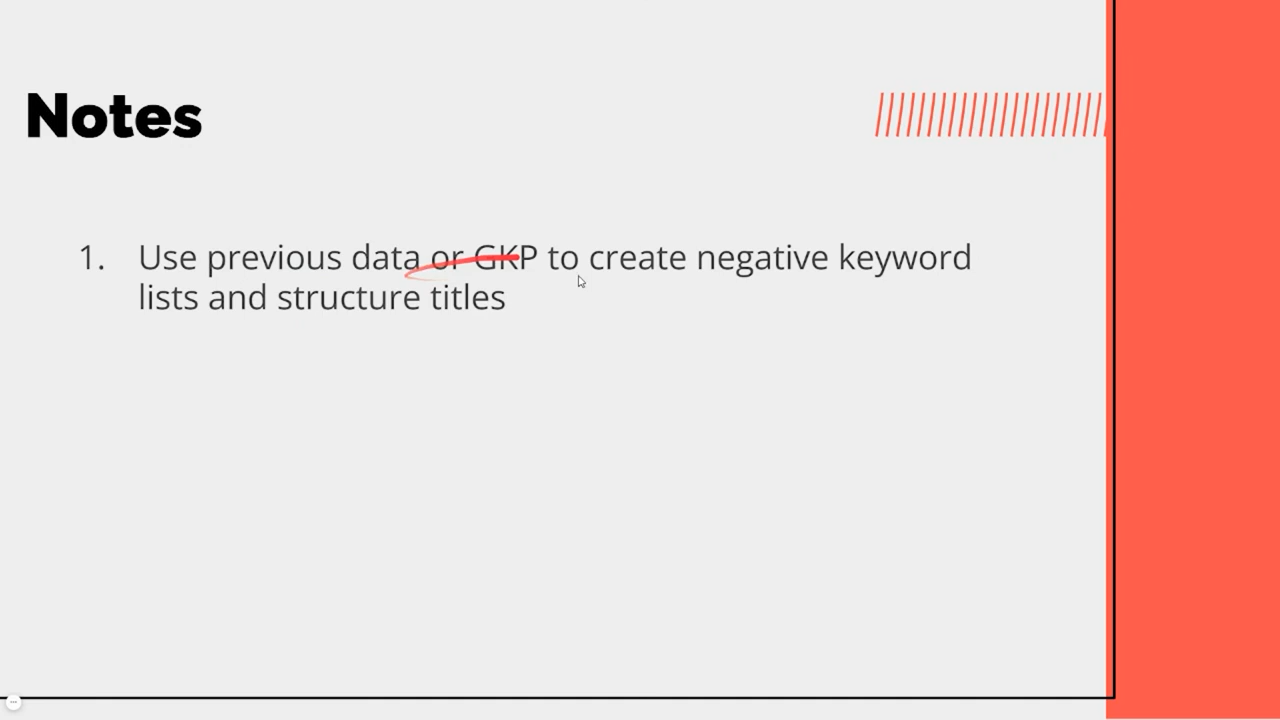 Notes
1. Use previous data or GKP to create negative keyword
lists and structure titles